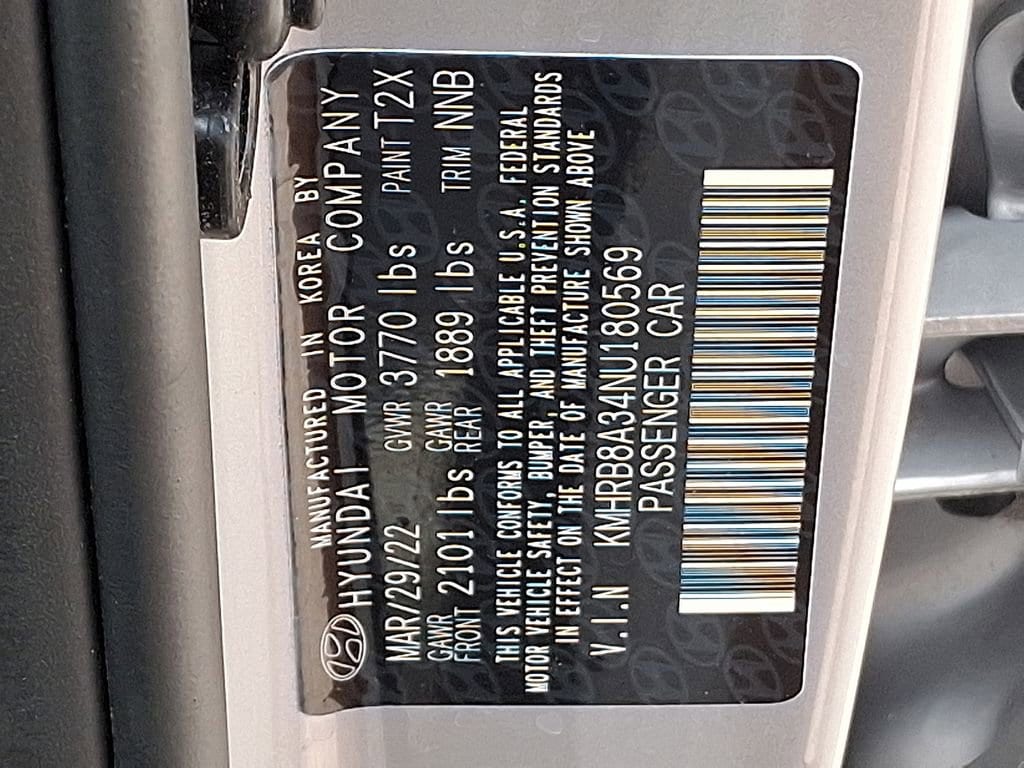 MANUFACTURED IN KOREA BY
HYUNDAI MOTOR COMPANY
MAR/29/22 GVWR 3770 lbs PAINT T2X
GAWR FRONT 2101 lbs GAWR REAR 1889 lbs TRIM NNB
THIS VEHICLE CONFORMS TO ALL APPLICABLE U.S.A. FEDERAL
MOTOR VEHICLE SAFETY, BUMPER, AND THEFT PREVENTION STANDARDS
IN EFFECT ON THE DATE OF MANUFACTURE SHOWN ABOVE
V.I.N KMHRB8A34NU180569
PASSENGER CAR